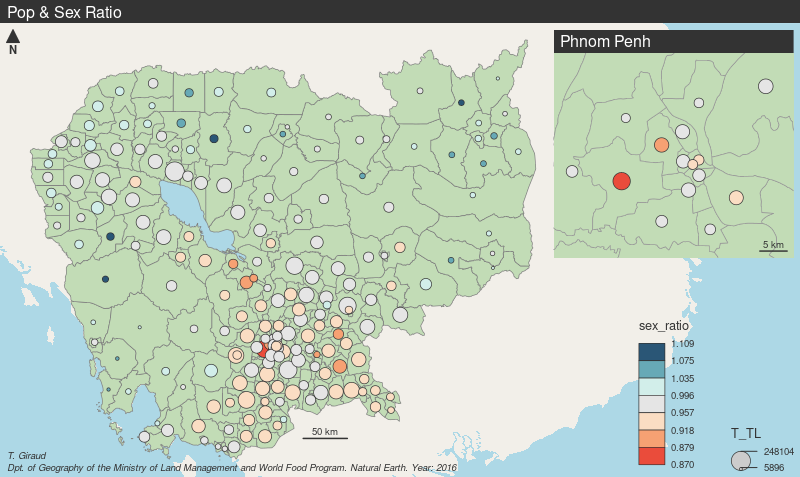 Pop & Sex Ratio
N
Phnom Penh
5 km
sex_ratio
1.109
1.075
1.035
0.996
0.957
0.918
0.879
0.870
50 km
T_TL
248104
5896
T. Giraud
Dpt. of Geography of the Ministry of Land Management and World Food Program. Natural Earth. Year: 2016